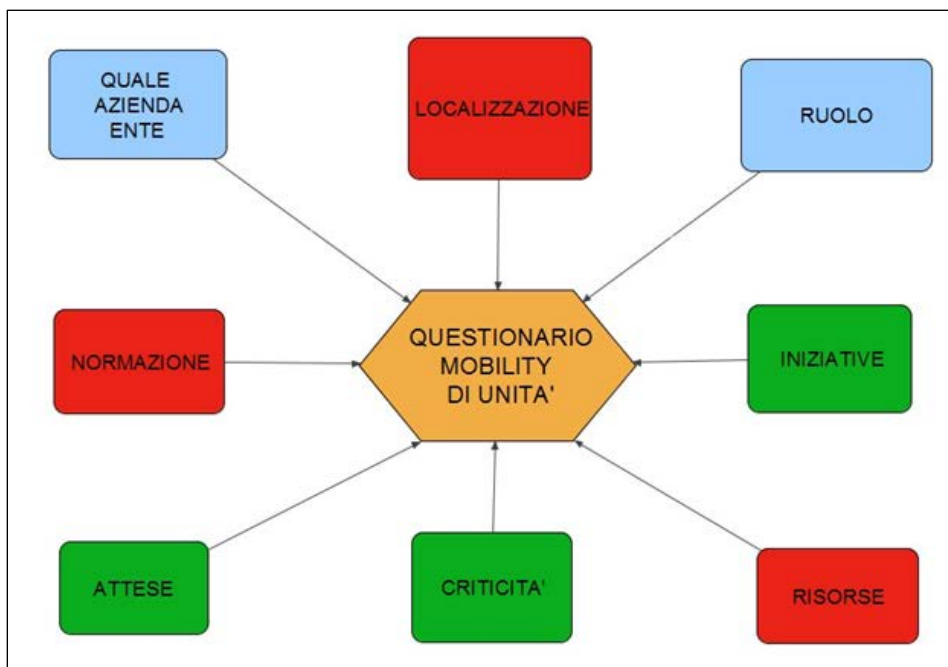 QUALE
AZIENDA
ENTE
LOCALIZZAZIONE
RUOLO
NORMAZIONE
QUESTIONARIO
MOBILITY
DI UNITA'
INIZIATIVE
ATTESE
CRITICITA'
RISORSE